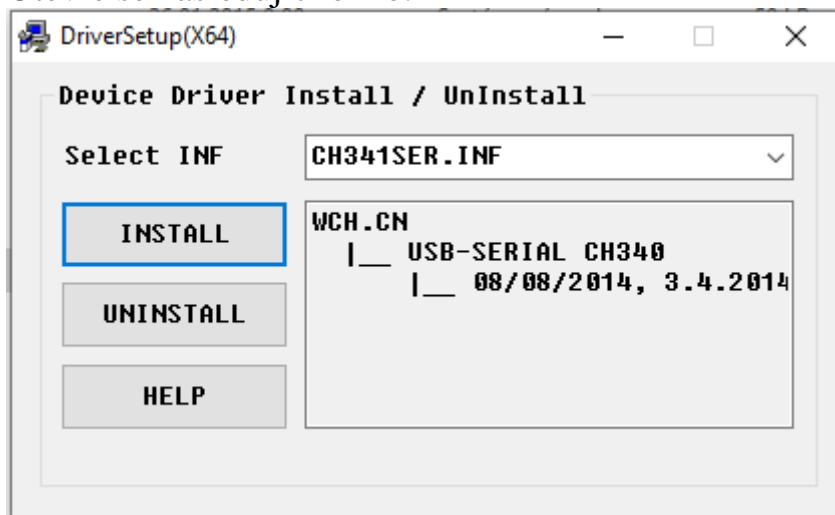 DriverSetup(X64)
Device Driver Install / UnInstall
Select INF
CH341SER.INF
INSTALL
UNINSTALL
HELP
WCH.CN
|__ USB-SERIAL CH340
|__ 08/08/2014, 3.4.2014